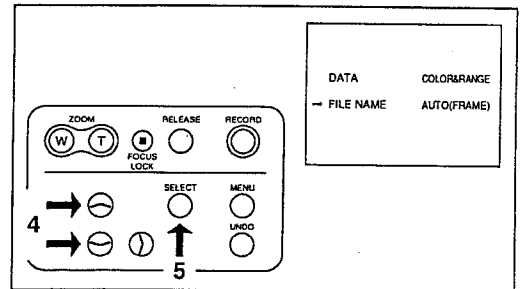 DATA COLOR&RANGE
→ FILE NAME AUTO(FRAME)
ZOOM RELEASE RECORD
W T
FOCUS
LOCK
SELECT MENU
4
UNDO
5